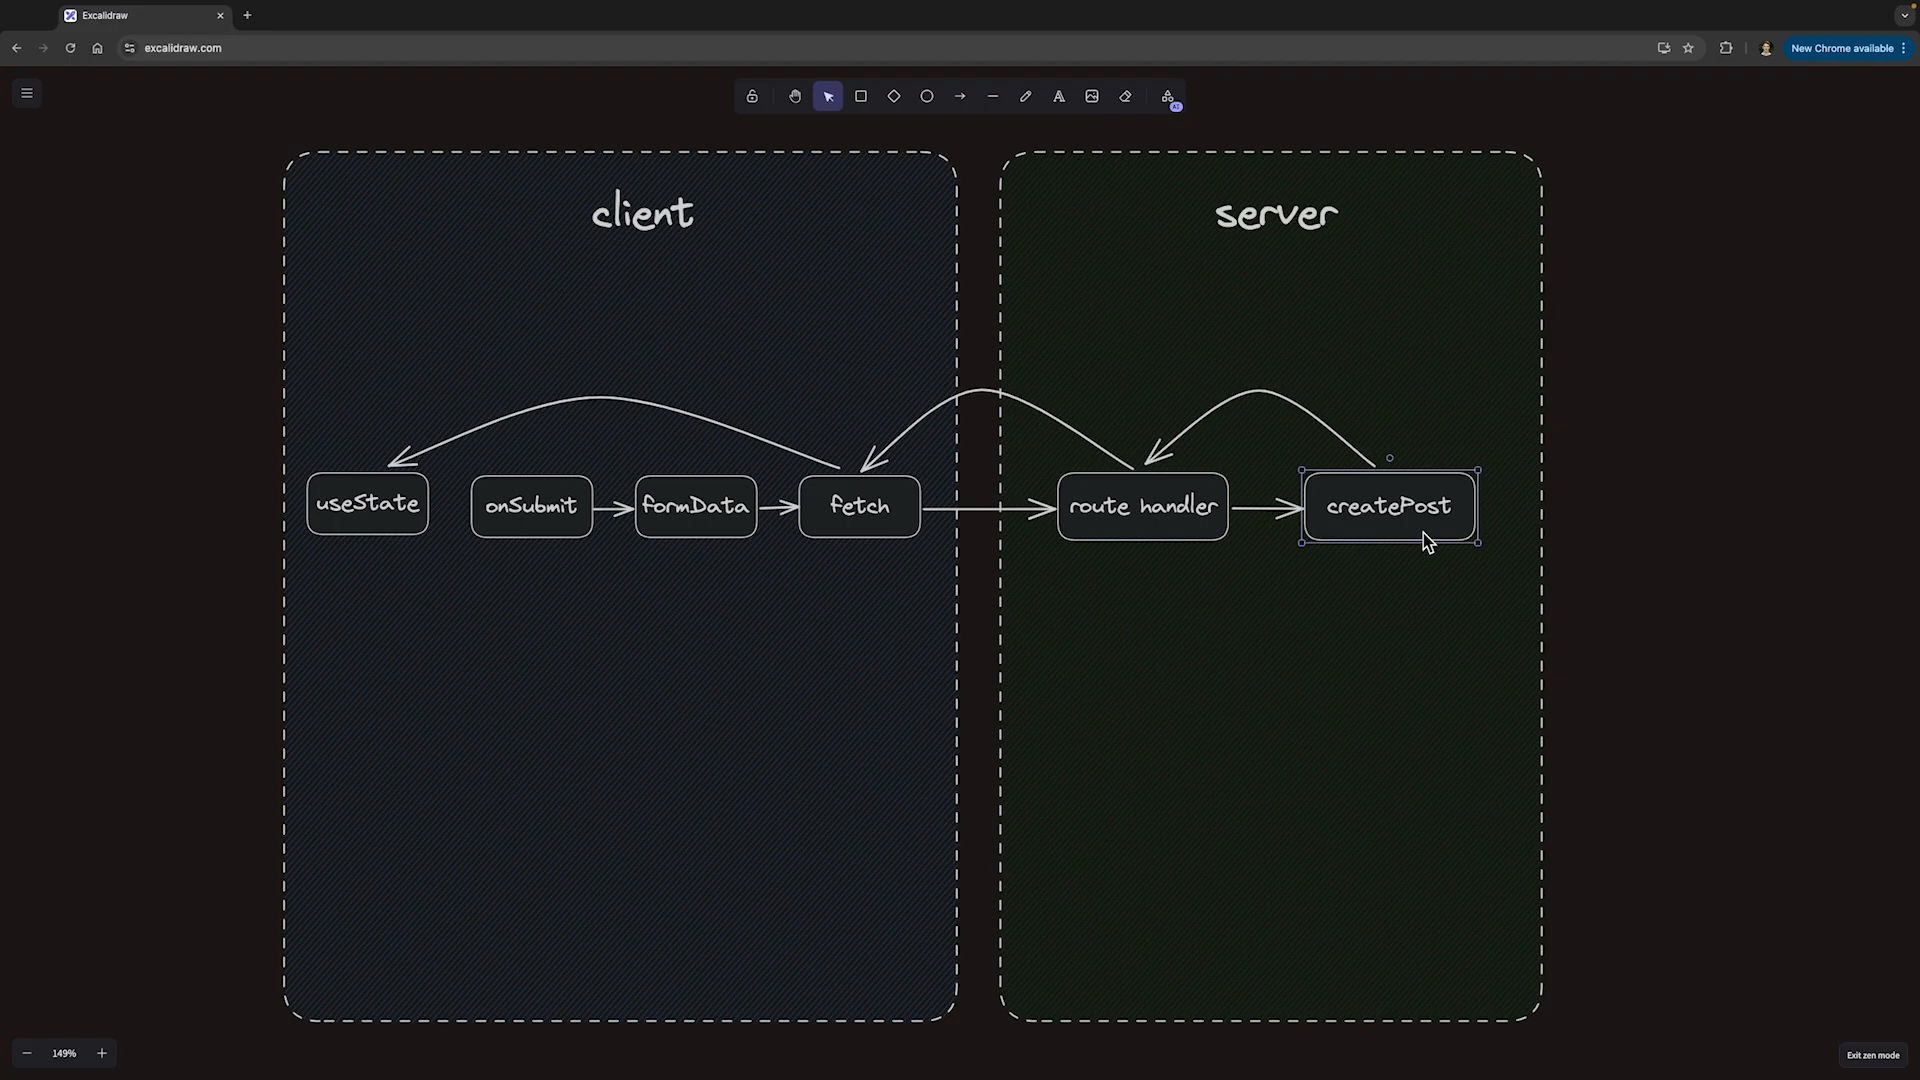 Excalidraw
excalidraw.com
New Chrome available
AI
client
server
useState
onSubmit
formData
fetch
route handler
createPost
149%
Exit zen mode